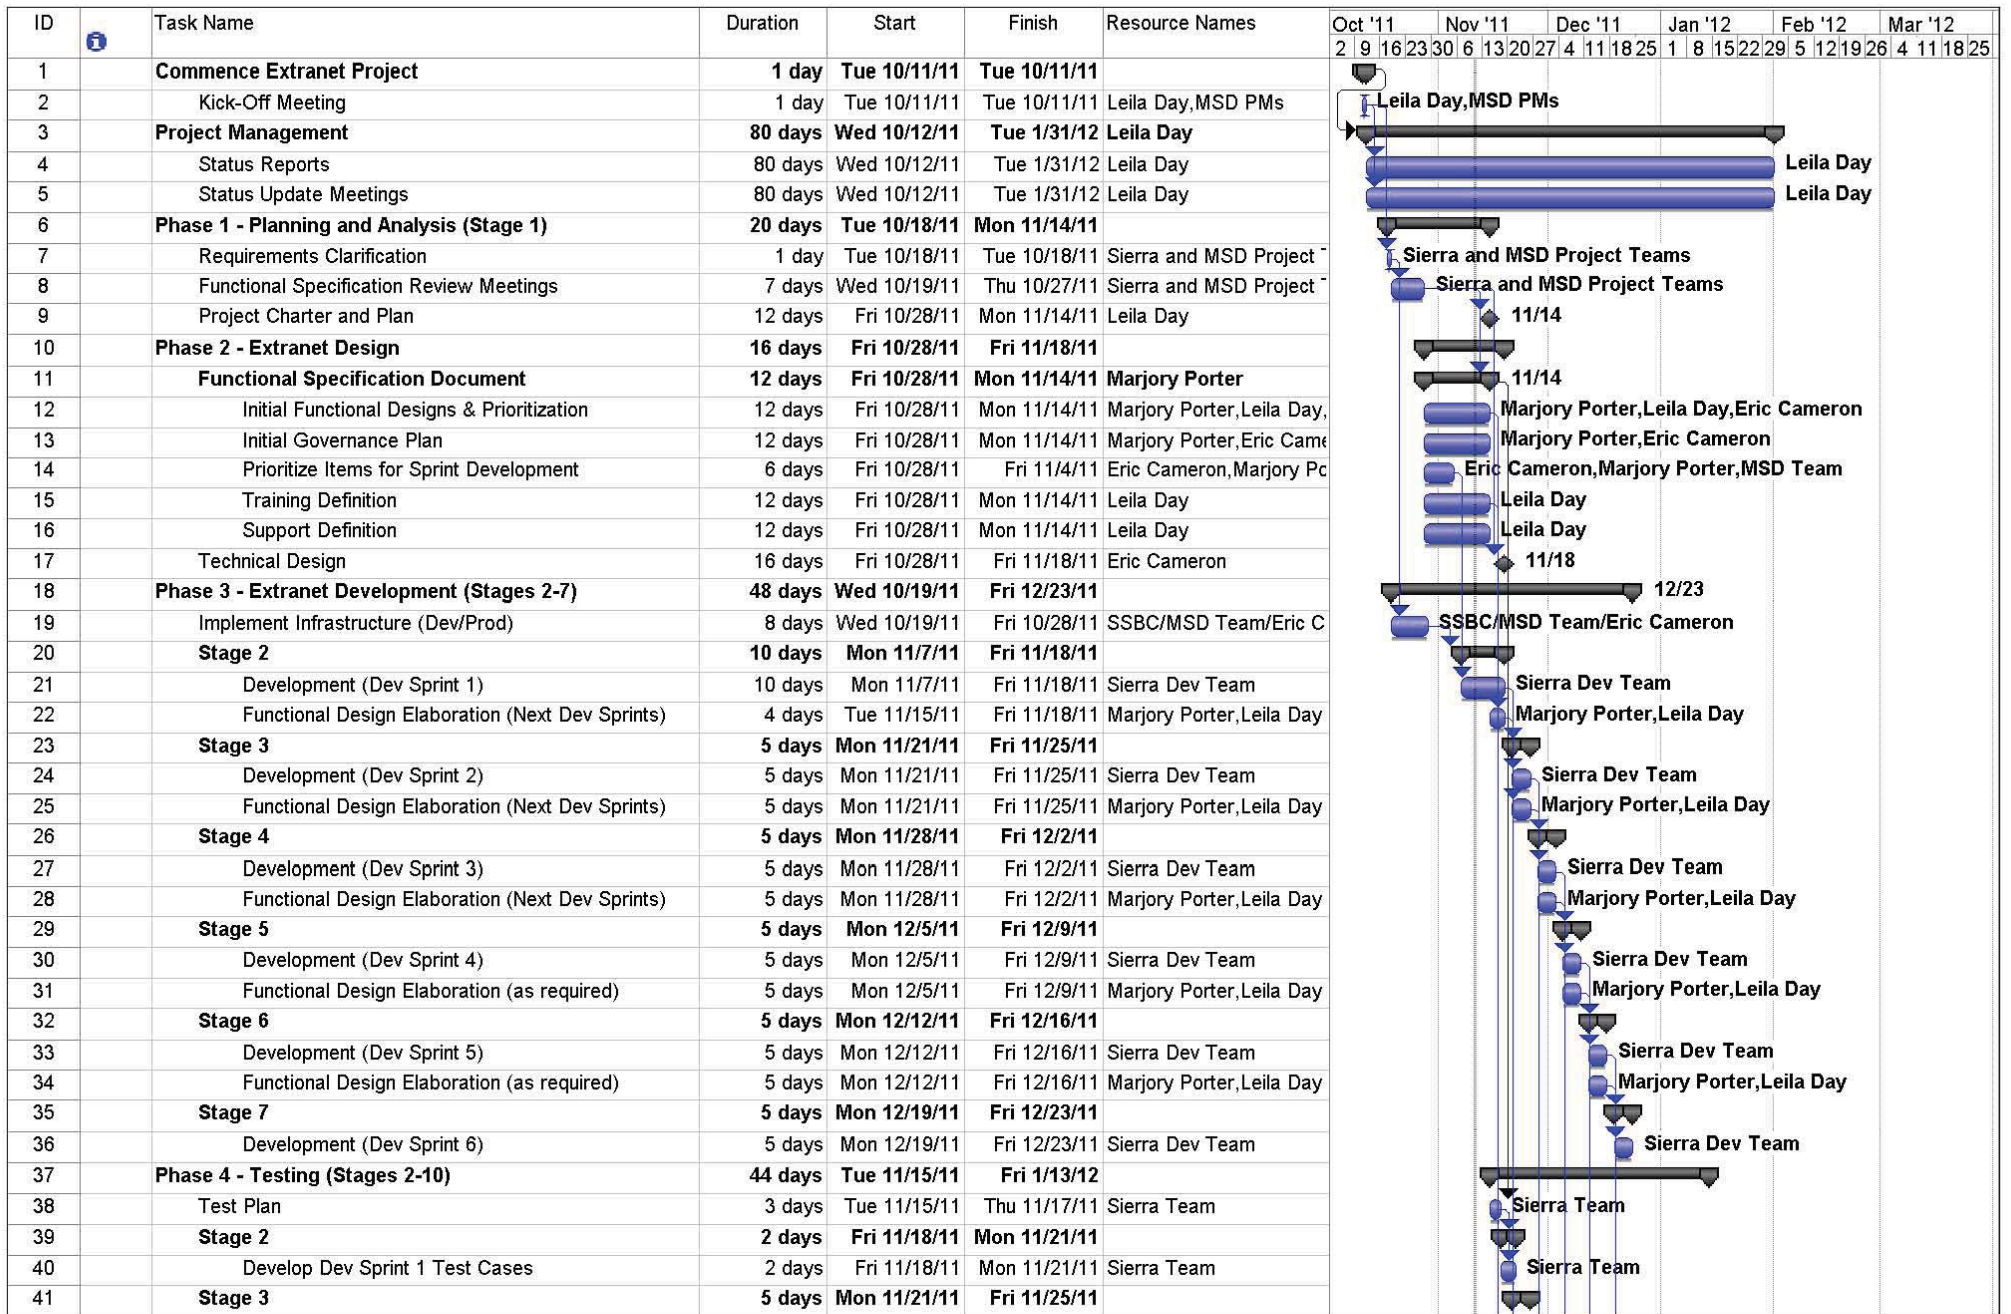 ID Task Name Duration Start Finish Resource Names Oct '11 Nov '11 Dec '11 Jan '12 Feb '12 Mar '12
2 9 16 23 30 6 13 20 27 4 11 18 25 1 8 15 22 29 5 12 19 26 4 11 18 25
1 Commence Extranet Project 1 day Tue 10/11/11 Tue 10/11/11
2 Kick-Off Meeting 1 day Tue 10/11/11 Tue 10/11/11 Leila Day,MSD PMs Leila Day,MSD PMs
3 Project Management 80 days Wed 10/12/11 Tue 1/31/12 Leila Day
4 Status Reports 80 days Wed 10/12/11 Tue 1/31/12 Leila Day Leila Day
5 Status Update Meetings 80 days Wed 10/12/11 Tue 1/31/12 Leila Day Leila Day
6 Phase 1 - Planning and Analysis (Stage 1) 20 days Tue 10/18/11 Mon 11/14/11
7 Requirements Clarification 1 day Tue 10/18/11 Tue 10/18/11 Sierra and MSD Project Sierra and MSD Project Teams
8 Functional Specification Review Meetings 7 days Wed 10/19/11 Thu 10/27/11 Sierra and MSD Project Sierra and MSD Project Teams
9 Project Charter and Plan 12 days Fri 10/28/11 Mon 11/14/11 Leila Day 11/14
10 Phase 2 - Extranet Design 16 days Fri 10/28/11 Fri 11/18/11
11 Functional Specification Document 12 days Fri 10/28/11 Mon 11/14/11 Marjory Porter 11/14
12 Initial Functional Designs & Prioritization 12 days Fri 10/28/11 Mon 11/14/11 Marjory Porter,Leila Day, Marjory Porter,Leila Day,Eric Cameron
13 Initial Governance Plan 12 days Fri 10/28/11 Mon 11/14/11 Marjory Porter,Eric Came Marjory Porter,Eric Cameron
14 Prioritize Items for Sprint Development 6 days Fri 10/28/11 Fri 11/4/11 Eric Cameron,Marjory Pc Eric Cameron,Marjory Porter,MSD Team
15 Training Definition 12 days Fri 10/28/11 Mon 11/14/11 Leila Day Leila Day
16 Support Definition 12 days Fri 10/28/11 Mon 11/14/11 Leila Day Leila Day
17 Technical Design 16 days Fri 10/28/11 Fri 11/18/11 Eric Cameron 11/18
18 Phase 3 - Extranet Development (Stages 2-7) 48 days Wed 10/19/11 Fri 12/23/11 12/23
19 Implement Infrastructure (Dev/Prod) 8 days Wed 10/19/11 Fri 10/28/11 SSBC/MSD Team/Eric C SSBC/MSD Team/Eric Cameron
20 Stage 2 10 days Mon 11/7/11 Fri 11/18/11
21 Development (Dev Sprint 1) 10 days Mon 11/7/11 Fri 11/18/11 Sierra Dev Team Sierra Dev Team
22 Functional Design Elaboration (Next Dev Sprints) 4 days Tue 11/15/11 Fri 11/18/11 Marjory Porter,Leila Day Marjory Porter,Leila Day
23 Stage 3 5 days Mon 11/21/11 Fri 11/25/11
24 Development (Dev Sprint 2) 5 days Mon 11/21/11 Fri 11/25/11 Sierra Dev Team Sierra Dev Team
25 Functional Design Elaboration (Next Dev Sprints) 5 days Mon 11/21/11 Fri 11/25/11 Marjory Porter,Leila Day Marjory Porter,Leila Day
26 Stage 4 5 days Mon 11/28/11 Fri 12/2/11
27 Development (Dev Sprint 3) 5 days Mon 11/28/11 Fri 12/2/11 Sierra Dev Team Sierra Dev Team
28 Functional Design Elaboration (Next Dev Sprints) 5 days Mon 11/28/11 Fri 12/2/11 Marjory Porter,Leila Day Marjory Porter,Leila Day
29 Stage 5 5 days Mon 12/5/11 Fri 12/9/11
30 Development (Dev Sprint 4) 5 days Mon 12/5/11 Fri 12/9/11 Sierra Dev Team Sierra Dev Team
31 Functional Design Elaboration (as required) 5 days Mon 12/5/11 Fri 12/9/11 Marjory Porter,Leila Day Marjory Porter,Leila Day
32 Stage 6 5 days Mon 12/12/11 Fri 12/16/11
33 Development (Dev Sprint 5) 5 days Mon 12/12/11 Fri 12/16/11 Sierra Dev Team Sierra Dev Team
34 Functional Design Elaboration (as required) 5 days Mon 12/12/11 Fri 12/16/11 Marjory Porter,Leila Day Marjory Porter,Leila Day
35 Stage 7 5 days Mon 12/19/11 Fri 12/23/11
36 Development (Dev Sprint 6) 5 days Mon 12/19/11 Fri 12/23/11 Sierra Dev Team Sierra Dev Team
37 Phase 4 - Testing (Stages 2-10) 44 days Tue 11/15/11 Fri 1/13/12
38 Test Plan 3 days Tue 11/15/11 Thu 11/17/11 Sierra Team Sierra Team
39 Stage 2 2 days Fri 11/18/11 Mon 11/21/11
40 Develop Dev Sprint 1 Test Cases 2 days Fri 11/18/11 Mon 11/21/11 Sierra Team Sierra Team
41 Stage 3 5 days Mon 11/21/11 Fri 11/25/11